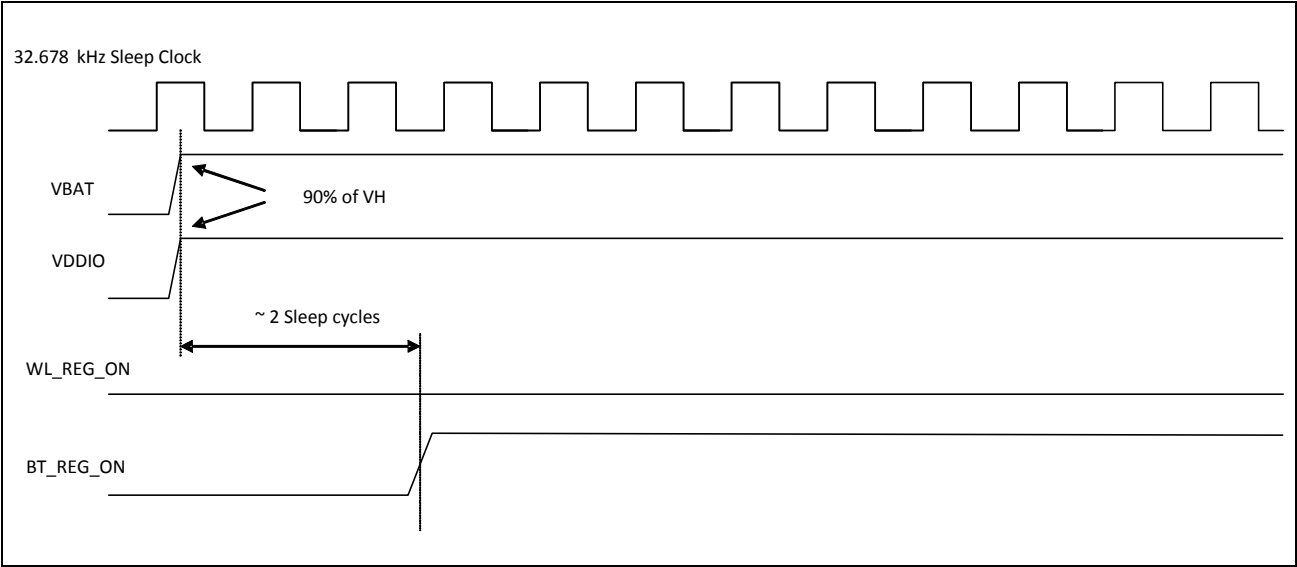 32.678 kHz Sleep Clock
VBAT
90% of VH
VDDIO
~ 2 Sleep cycles
WL_REG_ON
BT_REG_ON